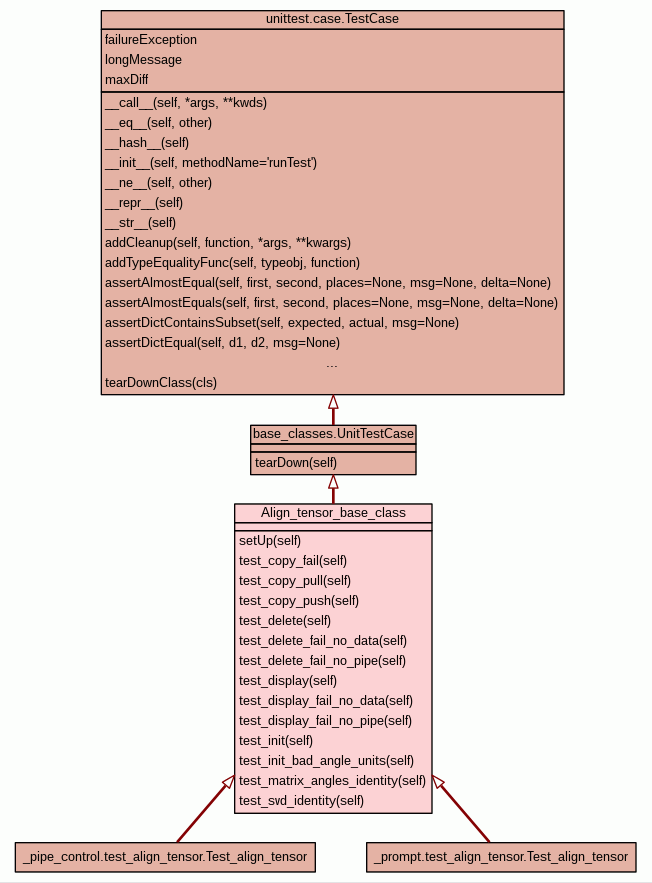 unittest.case.TestCase
failureException
longMessage
maxDiff
__call__(self, *args, **kwds)
__eq__(self, other)
__hash__(self)
__init__(self, methodName='runTest')
__ne__(self, other)
__repr__(self)
__str__(self)
addCleanup(self, function, *args, **kwargs)
addTypeEqualityFunc(self, typeobj, function)
assertAlmostEqual(self, first, second, places=None, msg=None, delta=None)
assertAlmostEquals(self, first, second, places=None, msg=None, delta=None)
assertDictContainsSubset(self, expected, actual, msg=None)
assertDictEqual(self, d1, d2, msg=None)
...
tearDownClass(cls)
base_classes.UnitTestCase
tearDown(self)
Align_tensor_base_class
setUp(self)
test_copy_fail(self)
test_copy_pull(self)
test_copy_push(self)
test_delete(self)
test_delete_fail_no_data(self)
test_delete_fail_no_pipe(self)
test_display(self)
test_display_fail_no_data(self)
test_display_fail_no_pipe(self)
test_init(self)
test_init_bad_angle_units(self)
test_matrix_angles_identity(self)
test_svd_identity(self)
_pipe_control.test_align_tensor.Test_align_tensor
_prompt.test_align_tensor.Test_align_tensor